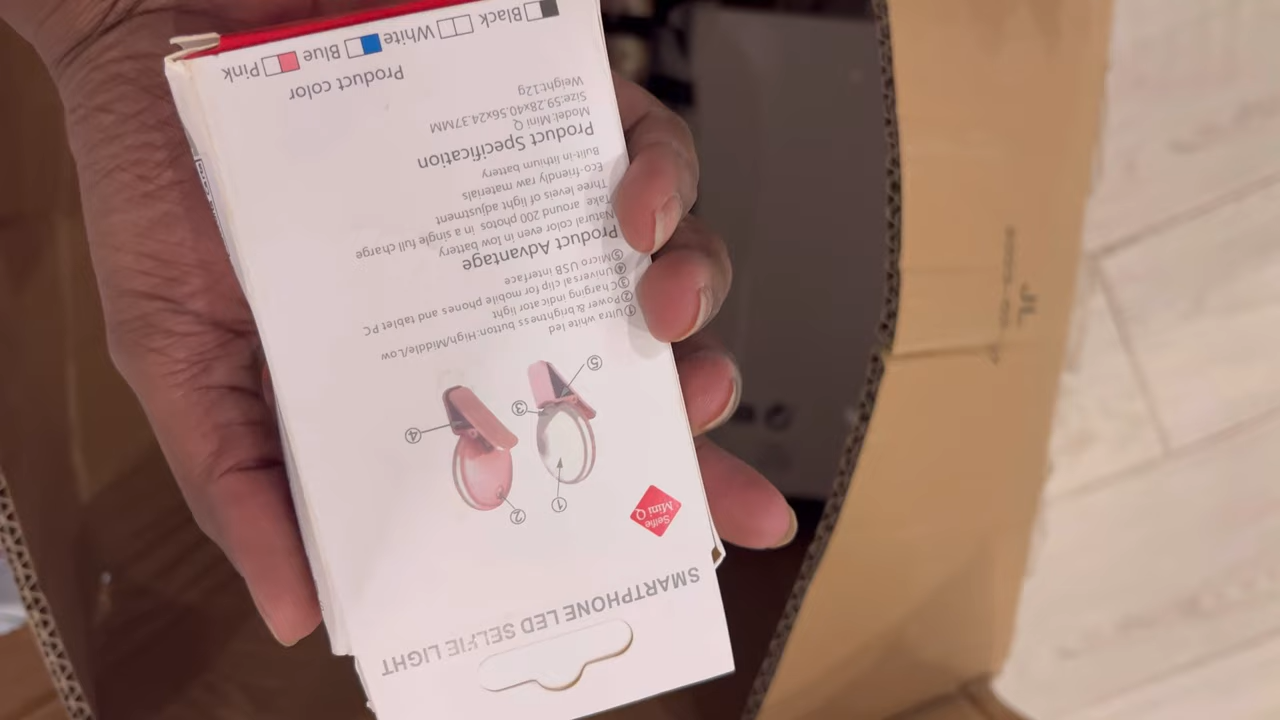 SMARTPHONE LED SELFIE LIGHT
Selfie
Mini Q
②
①
④
③
⑤
①Ultra white led
②Power & brightness button:High/Middle/Low
③Charging indicator light
④Universal clip for mobile phones and tablet PC
⑤Micro USB interface
Product Advantage
Natural color even in low battery
Take around 200 photos in a single full charge
Three levels of light adjustment
Eco-friendly raw materials
Bulit-in lithium battery
Product Specification
Model:Mini Q
Size:59.28x40.56x24.37MM
Weight:12g
Product color
Black White Blue Pink
JL